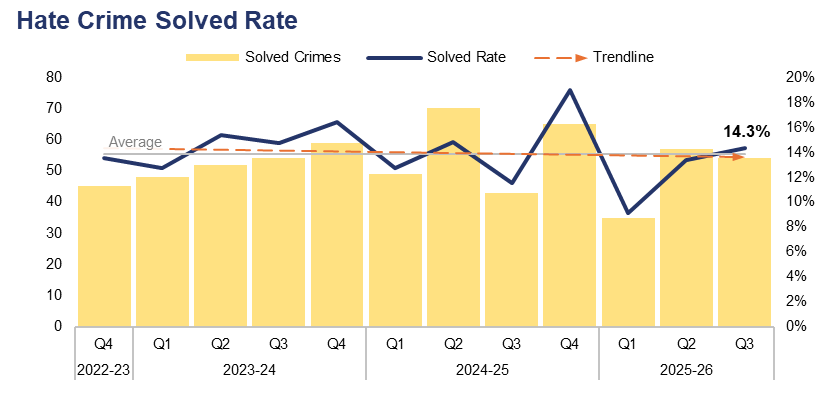 Hate Crime Solved Rate
Solved Crimes Solved Rate Trendline
80 20%
70 18%
60 16%
50 14%
40 12%
30 10%
20 8%
10 6%
0 4%
2%
0%
Average
14.3%
Q4 Q1 Q2 Q3 Q4 Q1 Q2 Q3 Q4 Q1 Q2 Q3
2022-23 2023-24 2024-25 2025-26